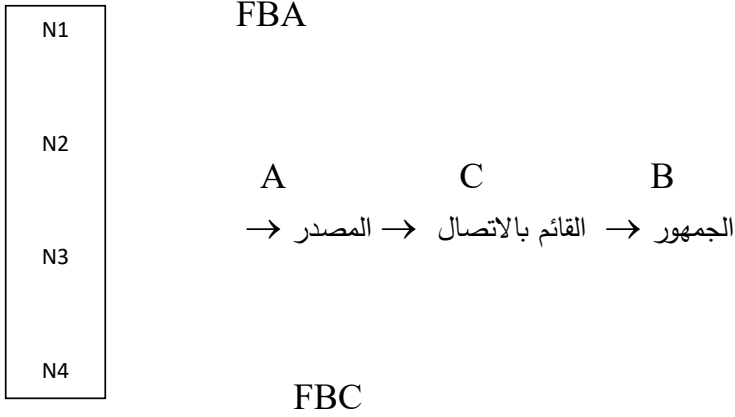 FBA
N1
N2
A C B
→ المصدر → القائم بالاتصال → الجمهور
N3
N4
FBC